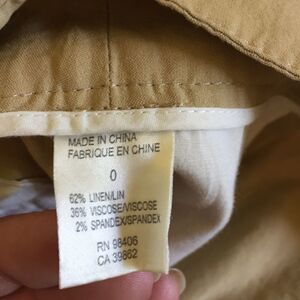 MADE IN CHINA
FABRIQUE EN CHINE
0
62% LINEN/LIN
36% VISCOSE/VISCOSE
2% SPANDEX/SPANDEX
RN 98406
CA 39862